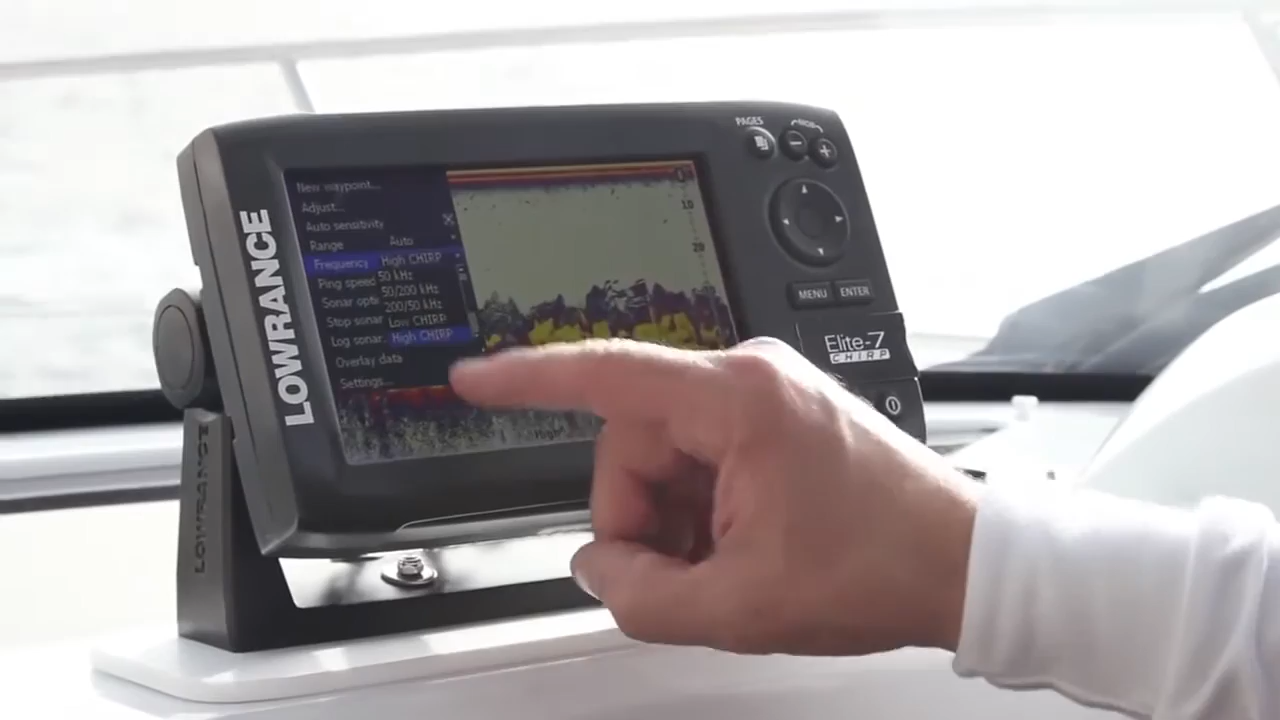 PAGES
New waypoint...
Adjust...
Auto sensitivity
Range Auto
Frequency High CHIRP
Ping speed 50 kHz
50/200 kHz
Sonar opti
200/50 kHz
Stop sonar Low CHIRP
Log sonar... High CHIRP
Overlay data
Settings...
10
20
High
LOWRANCE
MENU ENTER
Elite-7
CHIRP
LOWRANCE